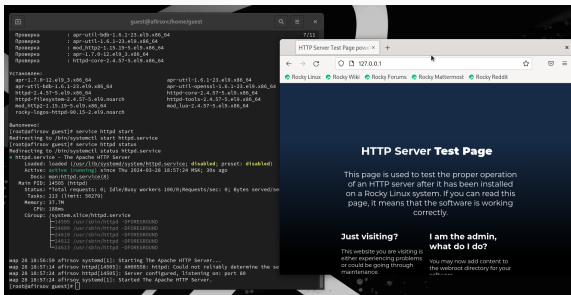 guest@afirsov:/home/guest
Проверка : apr-util-bdb-1.6.1-23.el9.x86_64 7/11
Проверка : apr-util-openssl-1.6.1-23.el9.x86_64
Проверка : mod_http2-1.15.19-5.el9.x86_64
Проверка : apr-1.7.0-12.el9_3.x86_64
Проверка : httpd-core-2.4.57-5.el9.x86_64
Установлен:
apr-1.7.0-12.el9_3.x86_64 apr-util-1.6.1-23.el9.x86_64
apr-util-bdb-1.6.1-23.el9.x86_64 apr-util-openssl-1.6.1-23.el9.x86_64
httpd-2.4.57-5.el9.x86_64 httpd-core-2.4.57-5.el9.x86_64
httpd-filesystem-2.4.57-5.el9.noarch httpd-tools-2.4.57-5.el9.x86_64
mod_http2-1.15.19-5.el9.x86_64 mod_lua-2.4.57-5.el9.x86_64
rocky-logos-httpd-90.15-2.el9.noarch
Выполнено!
[root@afirsov guest]# service httpd start
Redirecting to /bin/systemctl start httpd.service
[root@afirsov guest]# service httpd status
Redirecting to /bin/systemctl status httpd.service
● httpd.service - The Apache HTTP Server
Loaded: loaded (/usr/lib/systemd/system/httpd.service; disabled; preset: disabled)
Active: active (running) since Thu 2024-03-28 18:57:14 MSK; 30s ago
Docs: man:httpd.service(8)
Main PID: 14505 (httpd)
Status: "Total requests: 0; Idle/Busy workers 100/0;Requests/sec: 0; Bytes served/se
Tasks: 213 (limit: 50279)
Memory: 37.7M
CPU: 188ms
CGroup: /system.slice/httpd.service
/usr/sbin/httpd -DFOREGROUND
/usr/sbin/httpd -DFOREGROUND
/usr/sbin/httpd -DFOREGROUND
/usr/sbin/httpd -DFOREGROUND
/usr/sbin/httpd -DFOREGROUND
мар 28 18:56:59 afirsov systemd[1]: Starting The Apache HTTP Server...
мар 28 18:57:14 afirsov httpd[14505]: AH00558: httpd: Could not reliably determine the se
мар 28 18:57:14 afirsov httpd[14505]: Server configured, listening on: port 80
мар 28 18:57:14 afirsov systemd[1]: Started The Apache HTTP Server.
[root@afirsov guest]#
HTTP Server Test Page powe
127.0.0.1
Rocky Linux Rocky Wiki Rocky Forums Rocky Mattermost Rocky Reddit
HTTP Server Test Page
This page is used to test the proper operation
of an HTTP server after it has been installed
on a Rocky Linux system. If you can read this
page, it means that the software is working
correctly.
Just visiting?
This website you are visiting is
either experiencing problems
or could be going through
maintenance.
I am the admin,
what do I do?
You may now add content to
the webroot directory for your